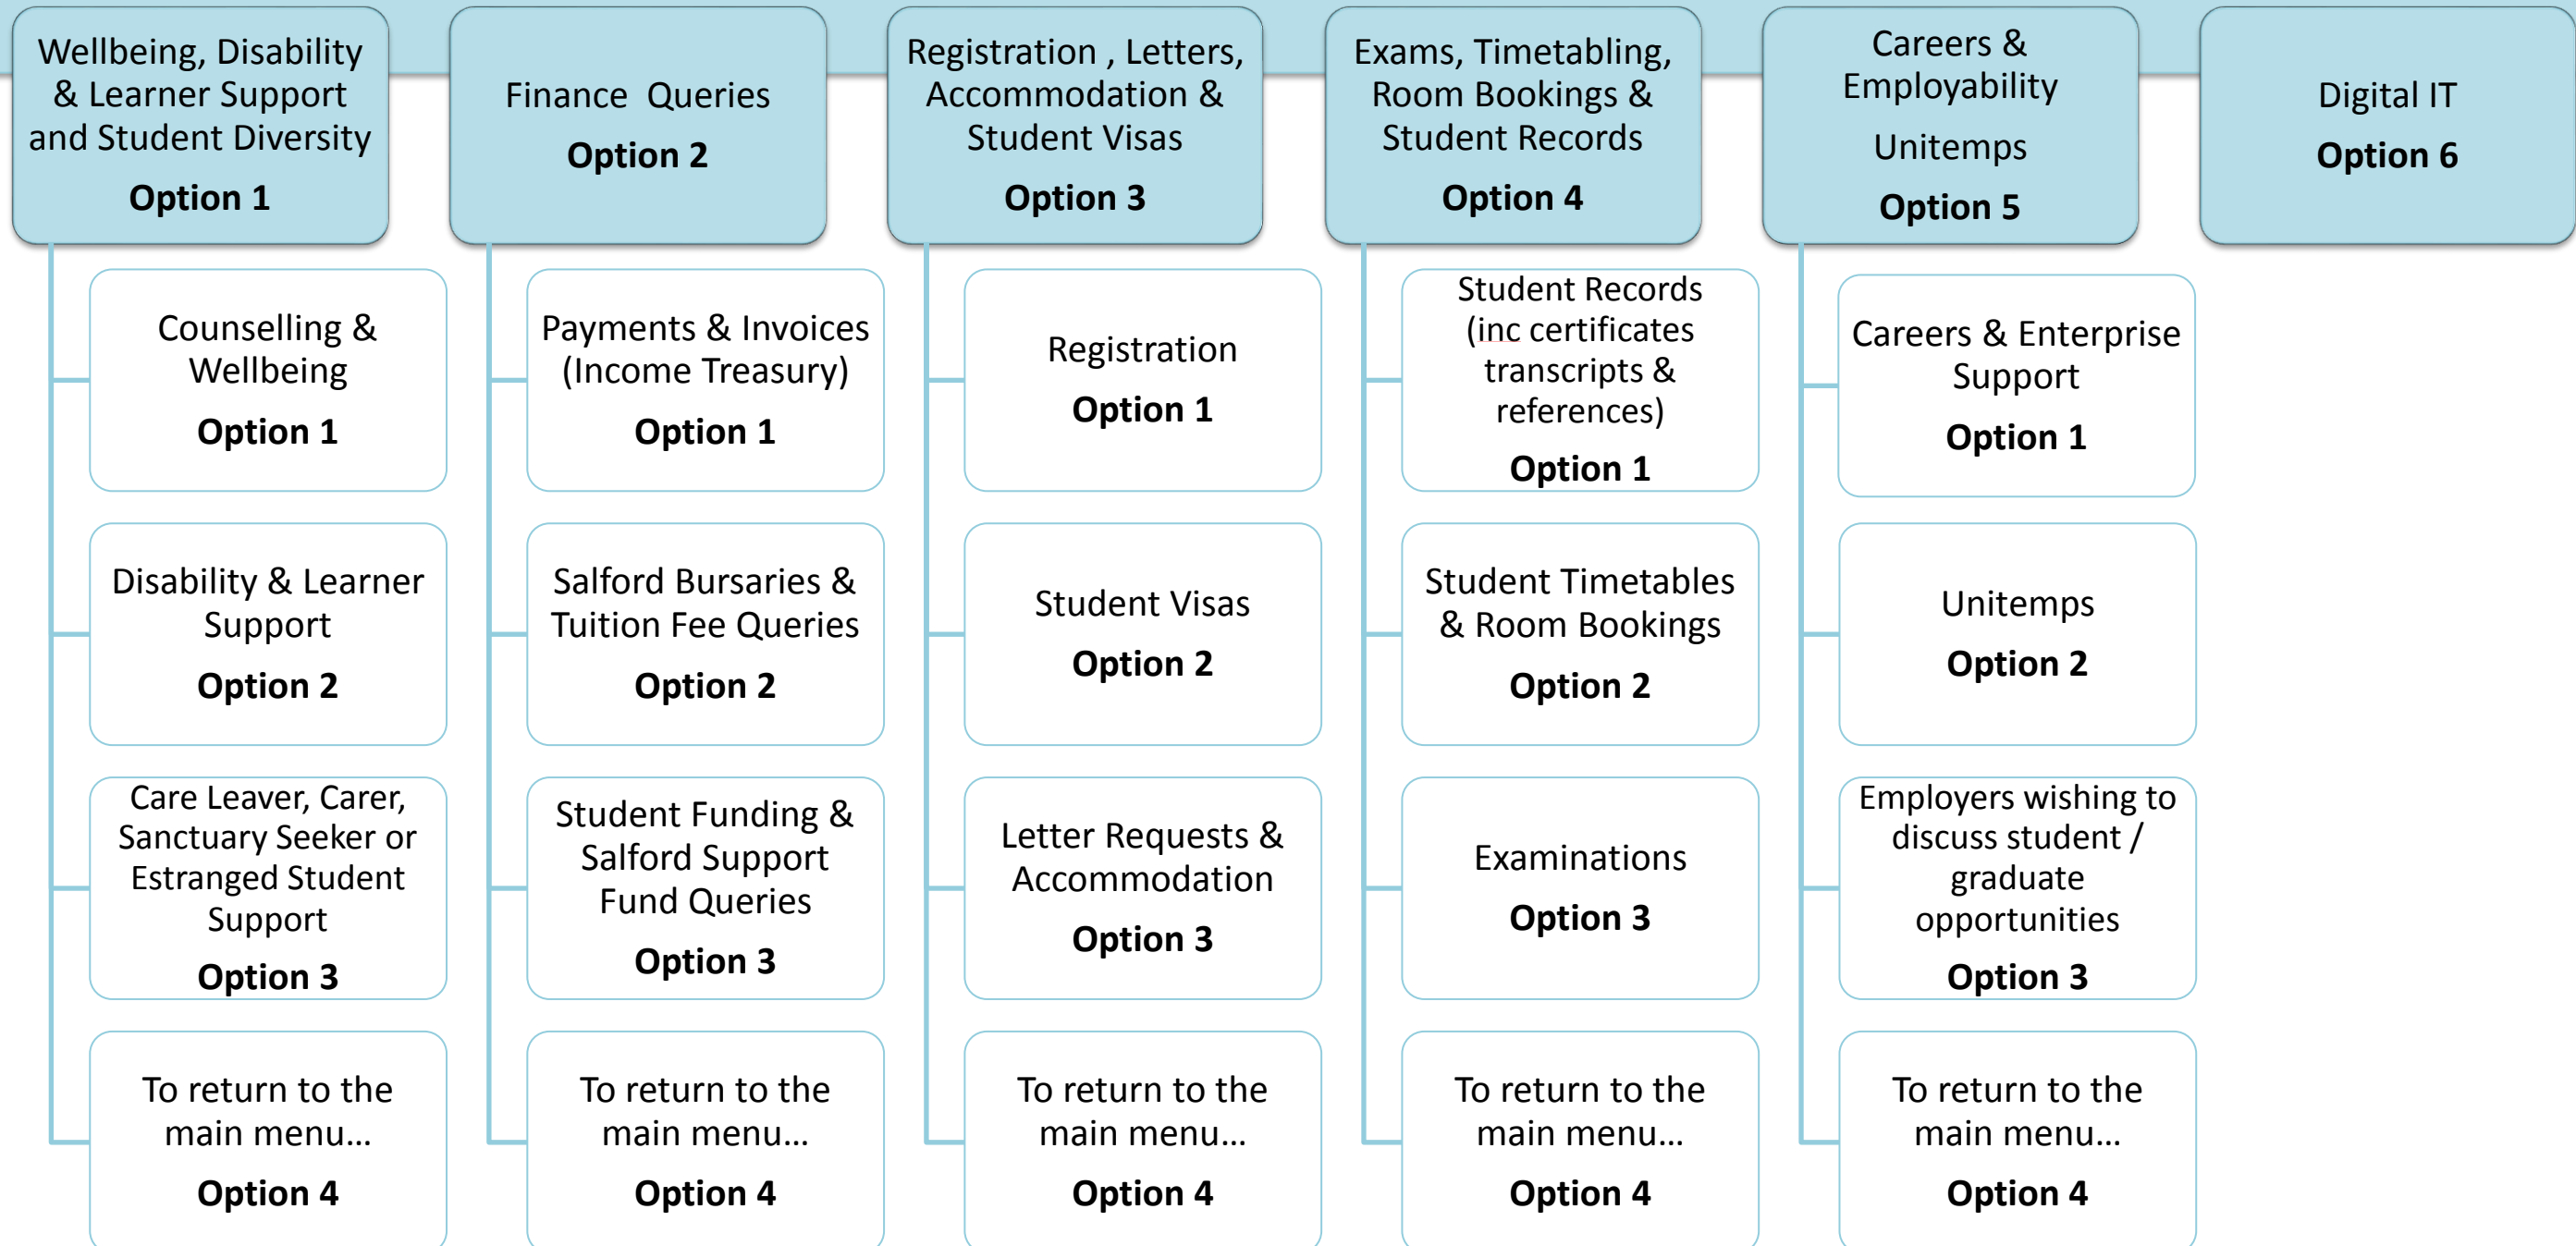 Wellbeing, Disability
& Learner Support
and Student Diversity
Option 1
Finance Queries
Option 2
Registration , Letters,
Accommodation &
Student Visas
Option 3
Exams, Timetabling,
Room Bookings &
Student Records
Option 4
Careers &
Employability
Unitemps
Option 5
Digital IT
Option 6
Counselling &
Wellbeing
Option 1
Disability & Learner
Support
Option 2
Care Leaver, Carer,
Sanctuary Seeker or
Estranged Student
Support
Option 3
To return to the
main menu...
Option 4
Payments & Invoices
(Income Treasury)
Option 1
Salford Bursaries &
Tuition Fee Queries
Option 2
Student Funding &
Salford Support
Fund Queries
Option 3
To return to the
main menu...
Option 4
Registration
Option 1
Student Visas
Option 2
Letter Requests &
Accommodation
Option 3
To return to the
main menu...
Option 4
Student Records
(inc certificates
transcripts &
references)
Option 1
Student Timetables
& Room Bookings
Option 2
Examinations
Option 3
To return to the
main menu...
Option 4
Careers & Enterprise
Support
Option 1
Unitemps
Option 2
Employers wishing to
discuss student /
graduate
opportunities
Option 3
To return to the
main menu...
Option 4